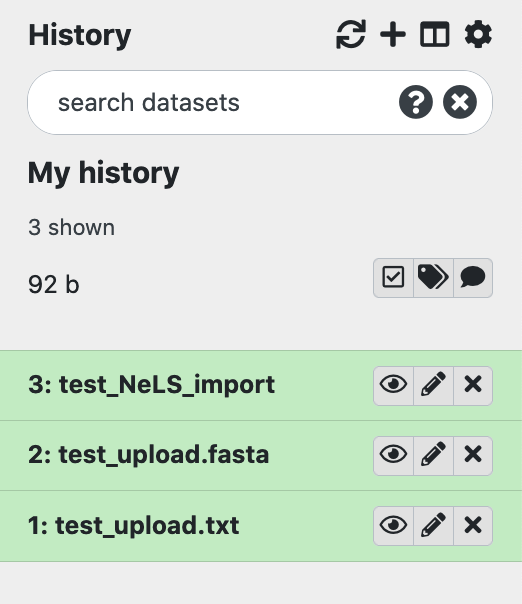 History
search datasets
My history
3 shown
92 b
3: test_NeLS_import
2: test_upload.fasta
1: test_upload.txt